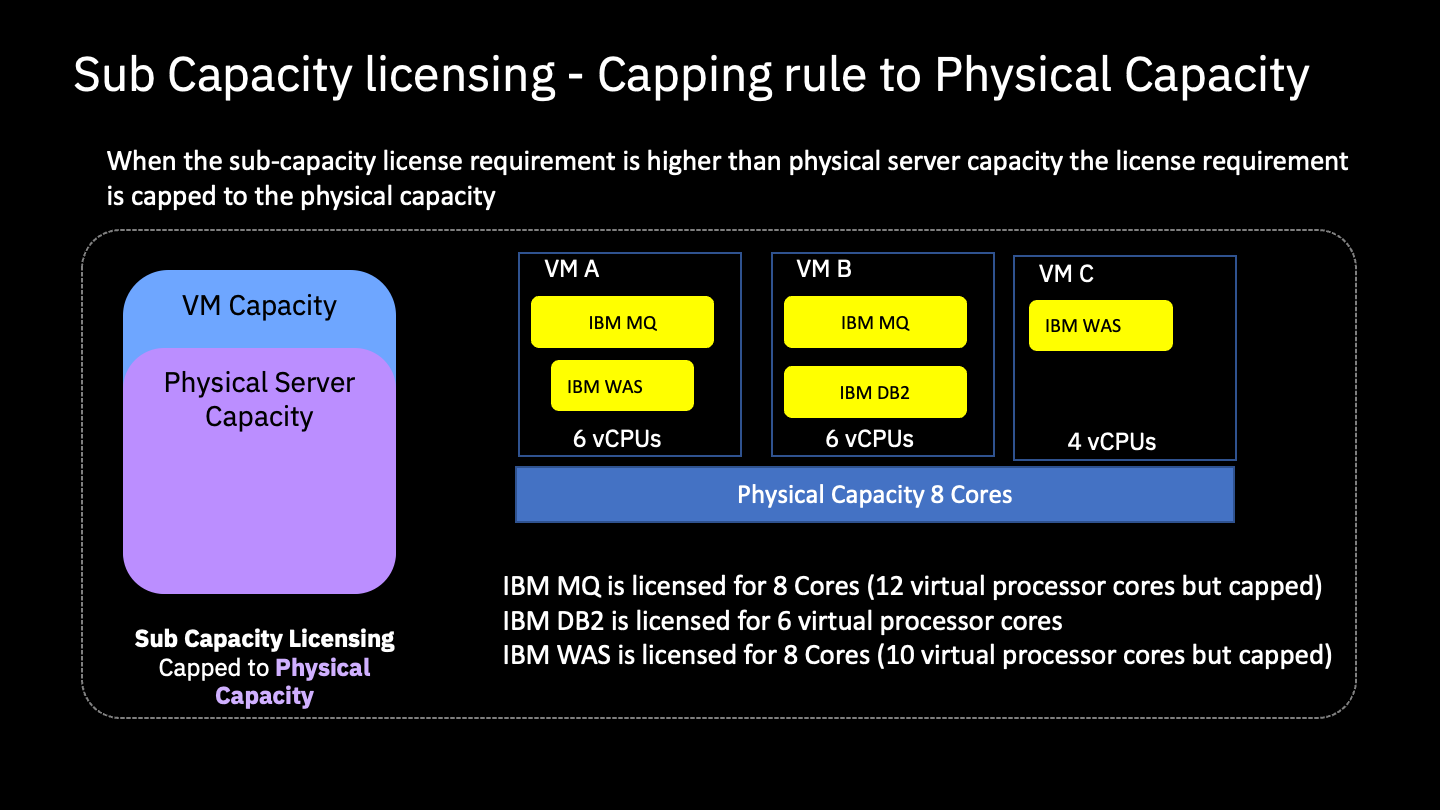 Sub Capacity licensing - Capping rule to Physical Capacity
When the sub-capacity license requirement is higher than physical server capacity the license requirement
is capped to the physical capacity
VM Capacity
Physical Server
Capacity
Sub Capacity Licensing
Capped to Physical
Capacity
VM A
IBM MQ
IBM WAS
6 vCPUs
VM B
IBM MQ
IBM DB2
6 vCPUs
VM C
IBM WAS
4 vCPUs
Physical Capacity 8 Cores
IBM MQ is licensed for 8 Cores (12 virtual processor cores but capped)
IBM DB2 is licensed for 6 virtual processor cores
IBM WAS is licensed for 8 Cores (10 virtual processor cores but capped)